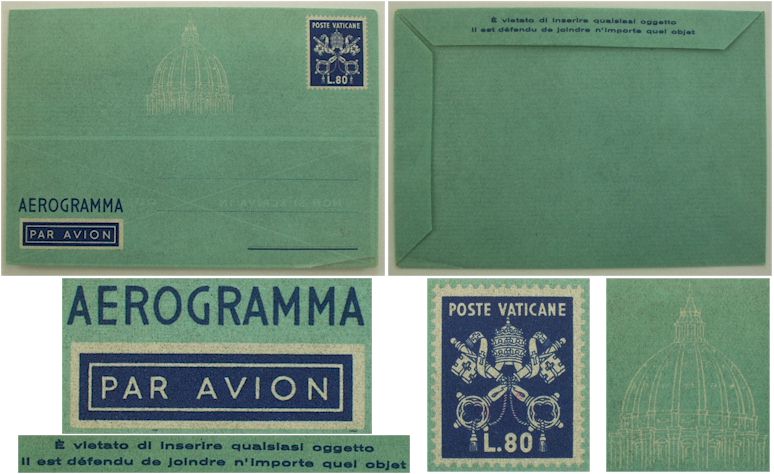 POSTE VATICANE
L.80
AEROGRAMMA
PAR AVION
È vietato di inserire qualsiasi oggetto
Il est défendu de joindre n'importe quel objet
AEROGRAMMA
PAR AVION
È vietato di inserire qualsiasi oggetto
Il est défendu de joindre n'importe quel objet
POSTE VATICANE
L.80